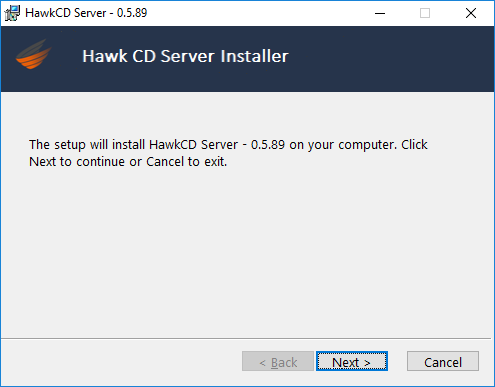 HawkCD Server - 0.5.89
Hawk CD Server Installer
The setup will install HawkCD Server - 0.5.89 on your computer. Click
Next to continue or Cancel to exit.
< Back Next > Cancel